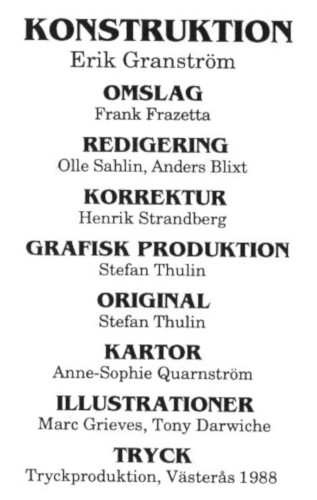 KONSTRUKTION
Erik Granström
OMSLAG
Frank Frazetta
REDIGERING
Olle Sahlin, Anders Blixt
KORREKTUR
Henrik Strandberg
GRAFISK PRODUKTION
Stefan Thulin
ORIGINAL
Stefan Thulin
KARTOR
Anne-Sophie Quarnström
ILLUSTRATIONER
Marc Grieves, Tony Darwiche
TRYCK
Tryckproduktion, Västerås 1988